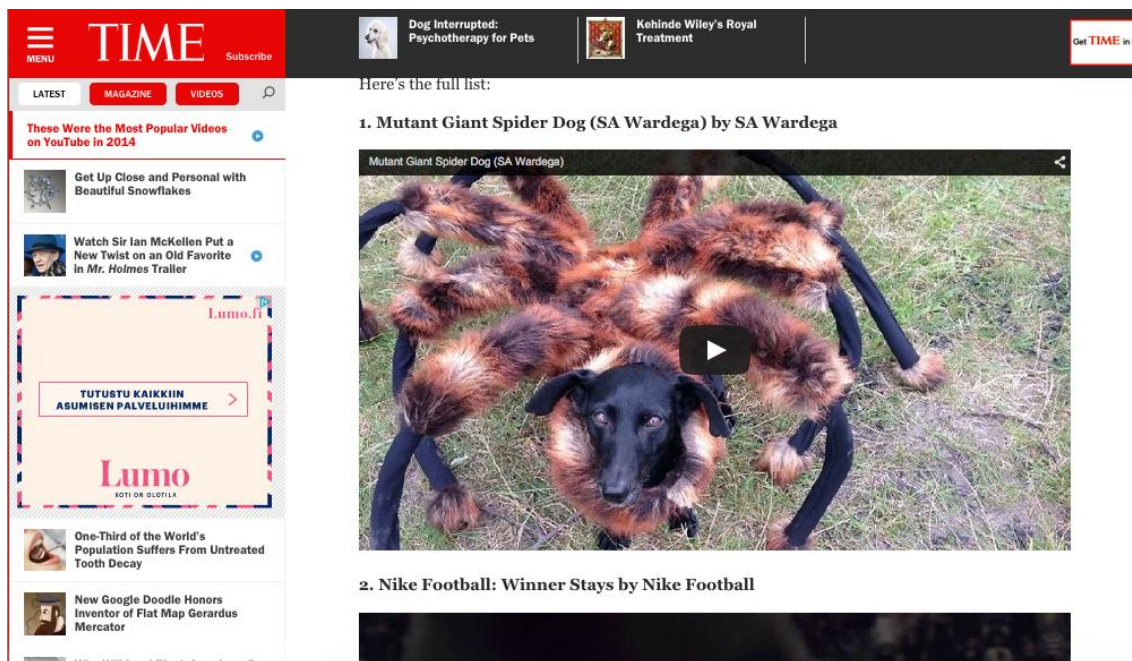 MENU
TIME
Subscribe
Dog Interrupted:
Psychotherapy for Pets
Kehinde Wiley's Royal
Treatment
Get TIME in
LATEST
MAGAZINE
VIDEOS
These Were the Most Popular Videos
on YouTube in 2014
Get Up Close and Personal with
Beautiful Snowflakes
Watch Sir Ian McKellen Put a
New Twist on an Old Favorite
in Mr. Holmes Trailer
Lumo.fi
TUTUSTU KAIKKIIN
ASUMISEN PALVELUIHIMME
Lumo
KOTI ON OLOTILA
One-Third of the World's
Population Suffers From Untreated
Tooth Decay
New Google Doodle Honors
Inventor of Flat Map Gerardus
Mercator
Here's the full list:
1. Mutant Giant Spider Dog (SA Wardega) by SA Wardega
Mutant Giant Spider Dog (SA Wardega)
2. Nike Football: Winner Stays by Nike Football